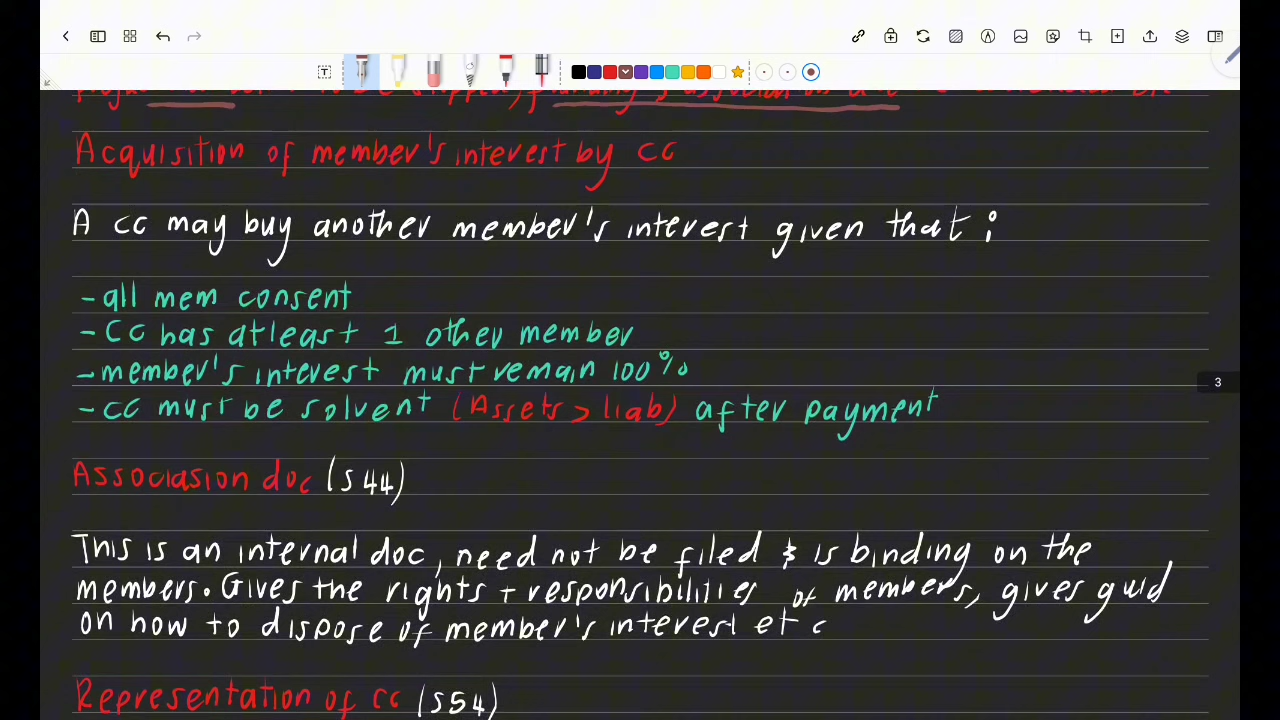 Acquisition of member's interest by CC
A CC may buy another member's interest given that :
- all mem consent
- CC has atleast 1 other member
- member's interest must remain 100%
- CC must be solvent (Assets > liab) after payment
3
Associasion doc (s44)
This is an internal doc, need not be filed & is binding on the
members. Gives the rights + responsibilities of members, gives guid
on how to dispose of member's interest etc
Representation of CC (s54)